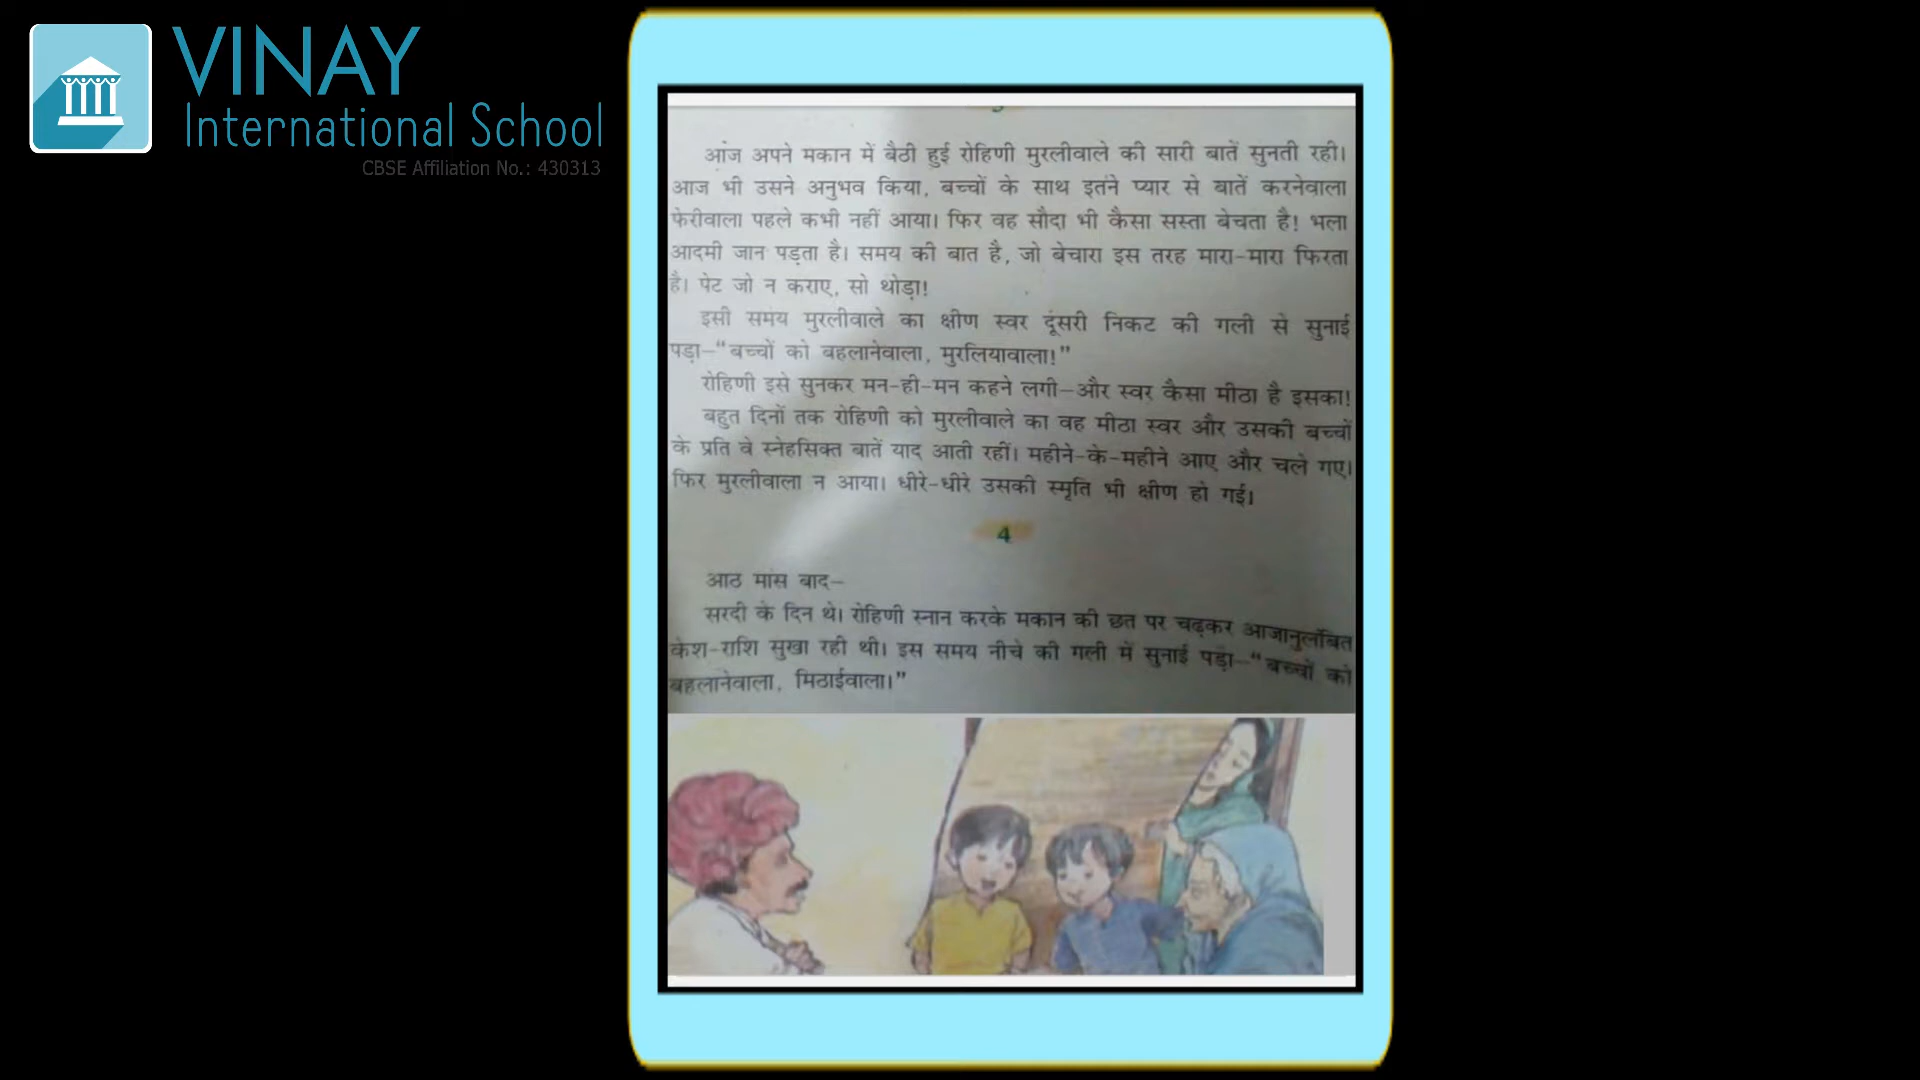 VINAY
International School
CBSE Affiliation No.: 430313
आज अपने मकान में बैठी हुई रोहिणी मुरलीवाले की सारी बातें सुनती रही।
आज भी उसने अनुभव किया, बच्चों के साथ इतने प्यार से बातें करनेवाला
फेरीवाला पहले कभी नहीं आया। फिर वह सौदा भी कैसा सस्ता बेचता है! भला
आदमी जान पड़ता है। समय की बात है, जो बेचारा इस तरह मारा-मारा फिरता
है। पेट जो न कराए, सो थोड़ा!
इसी समय मुरलीवाले का क्षीण स्वर दूसरी निकट की गली से सुनाई
पड़ा—“बच्चों को बहलानेवाला, मुरलियावाला!”
रोहिणी इसे सुनकर मन-ही-मन कहने लगी—और स्वर कैसा मीठा है इसका!
बहुत दिनों तक रोहिणी को मुरलीवाले का वह मीठा स्वर और उसकी बच्चों
के प्रति वे स्नेहसिक्त बातें याद आती रहीं। महीने-के-महीने आए और चले गए।
फिर मुरलीवाला न आया। धीरे-धीरे उसकी स्मृति भी क्षीण हो गई।
4
आठ मास बाद—
सरदी के दिन थे। रोहिणी स्नान करके मकान की छत पर चढ़कर आजानुलंबित
केश-राशि सुखा रही थी। इस समय नीचे की गली में सुनाई पड़ा—“बच्चों को
बहलानेवाला, मिठाईवाला।”